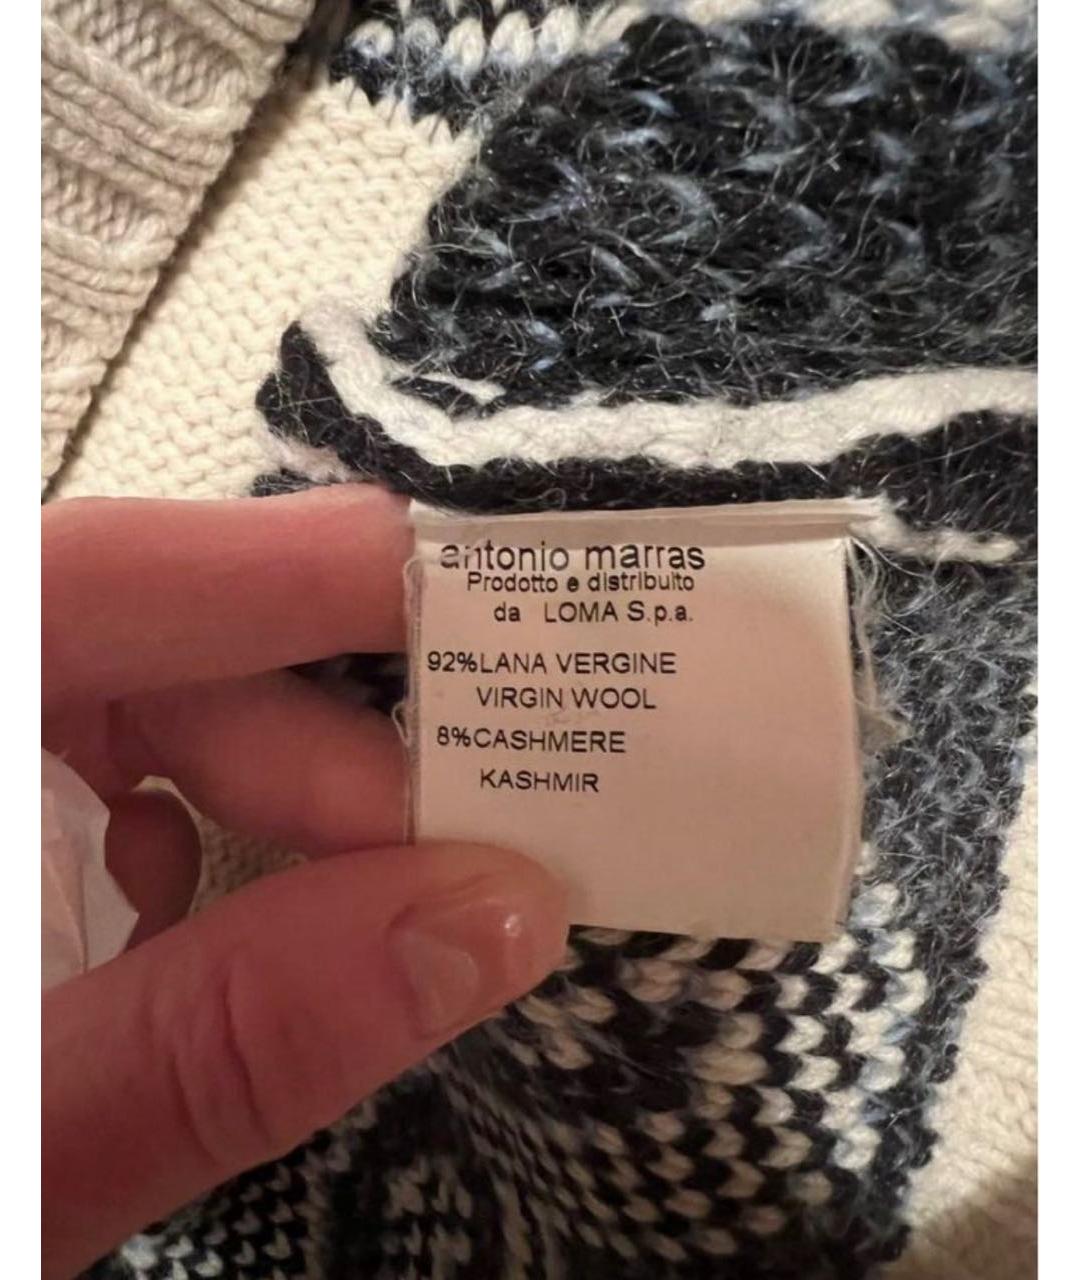 antonio marras
Prodotto e distribuito
da LOMA S.p.a.
92%LANA VERGINE
VIRGIN WOOL
8%CASHMERE
KASHMIR